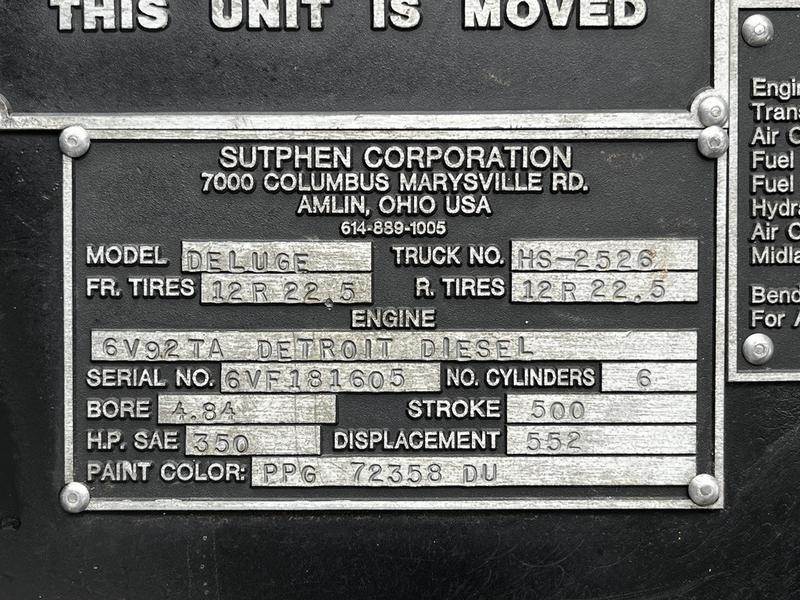 THIS UNIT IS MOVED
SUTPHEN CORPORATION
7000 COLUMBUS MARYSVILLE RD.
AMLIN, OHIO USA
614-889-1005
MODEL DELUGE TRUCK NO. HS-2526
FR. TIRES 12R22.5 R. TIRES 12R22.5
ENGINE
6V92TA DETROIT DIESEL
SERIAL NO. 6VF181605 NO. CYLINDERS 6
BORE 4.84 STROKE 500
H.P. SAE 350 DISPLACEMENT 552
PAINT COLOR: PPG 72358 DU
Engin
Trans
Air C
Fuel
Fuel
Hydra
Air C
Midla
Bend
For A